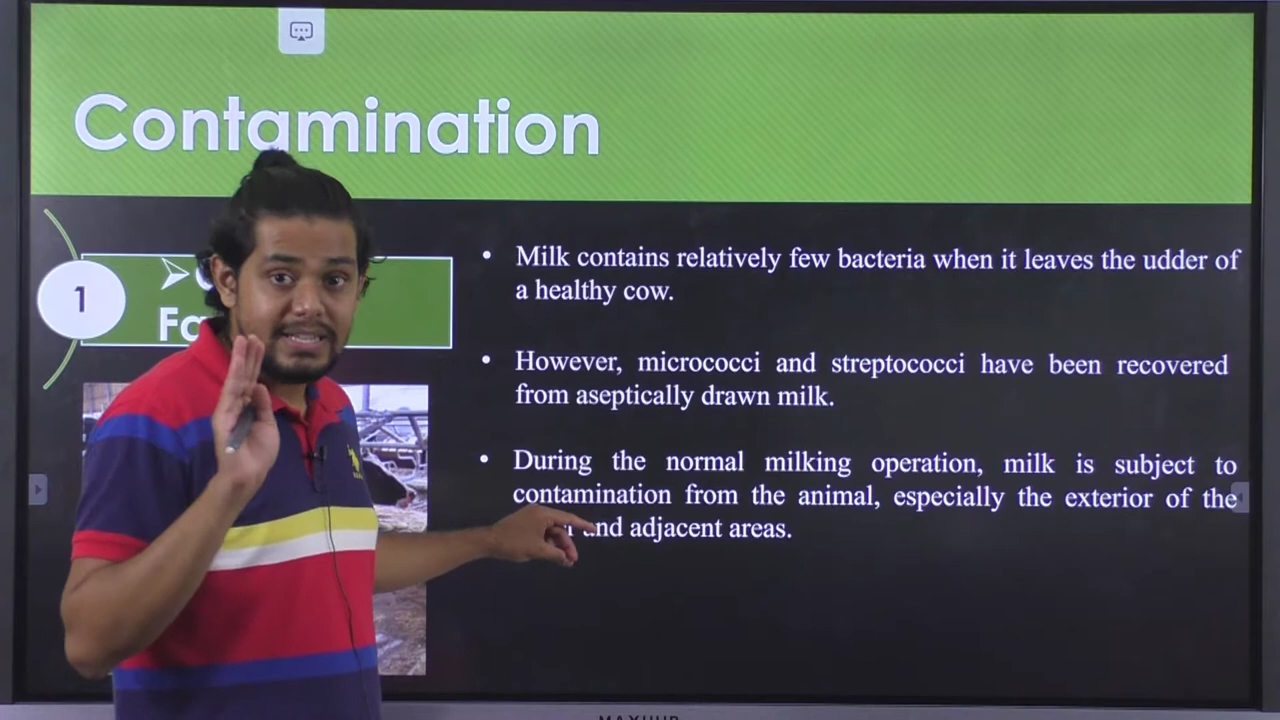 Contamination
1
Fa
• Milk contains relatively few bacteria when it leaves the udder of
a healthy cow.
• However, micrococci and streptococci have been recovered
from aseptically drawn milk.
• During the normal milking operation, milk is subject to
contamination from the animal, especially the exterior of the
and adjacent areas.
MAXHUB